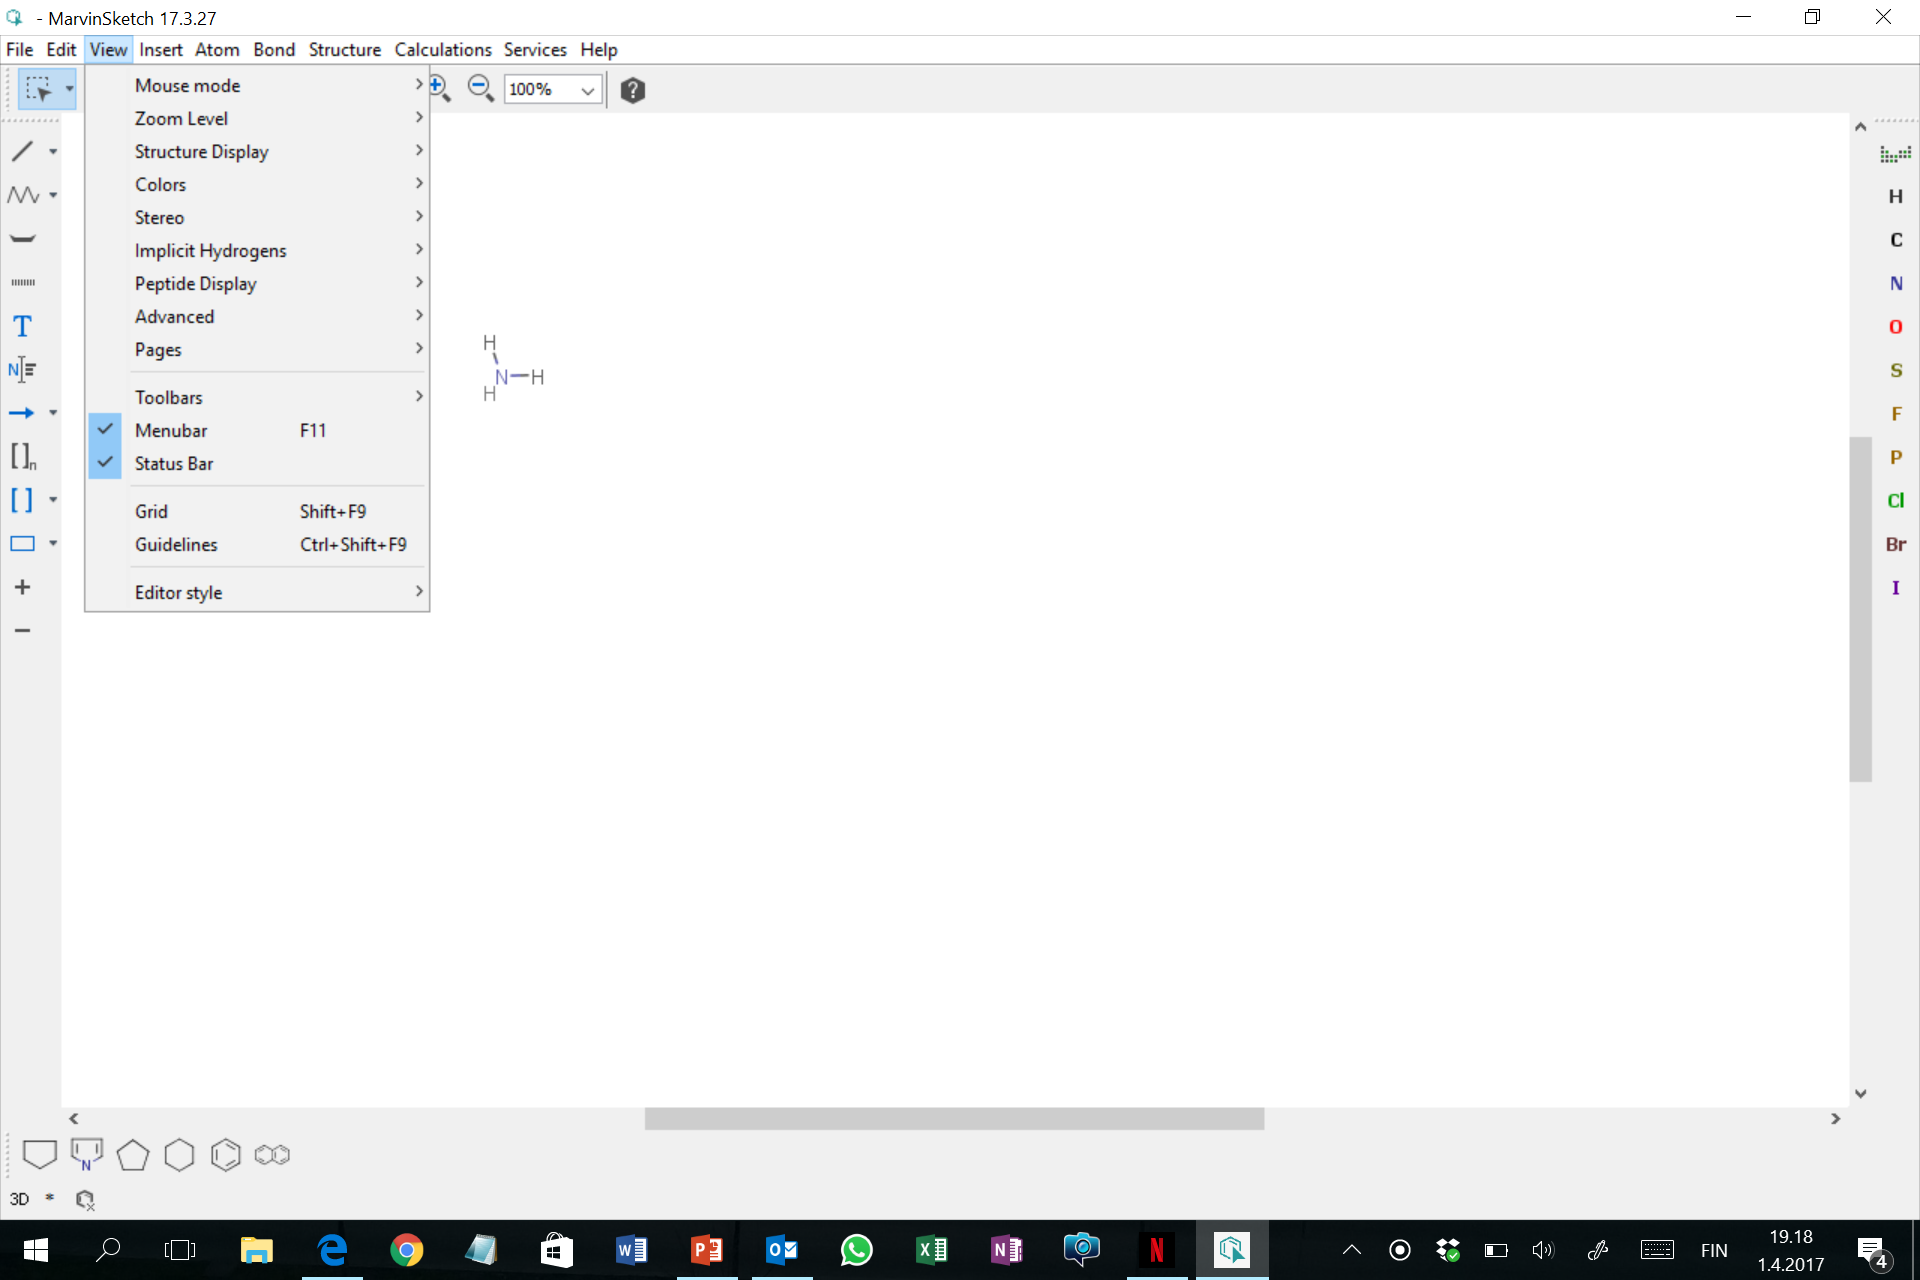 - MarvinSketch 17.3.27
File Edit View Insert Atom Bond Structure Calculations Services Help
100%
Mouse mode
Zoom Level
Structure Display
Colors
Stereo
Implicit Hydrogens
Peptide Display
Advanced
Pages
Toolbars
Menubar F11
Status Bar
Grid Shift+F9
Guidelines Ctrl+Shift+F9
Editor style
T
N
[ ]n
[ ]
H
N H
H
H
C
N
O
S
F
P
Cl
Br
I
N
3D *
FIN
19.18
1.4.2017
4